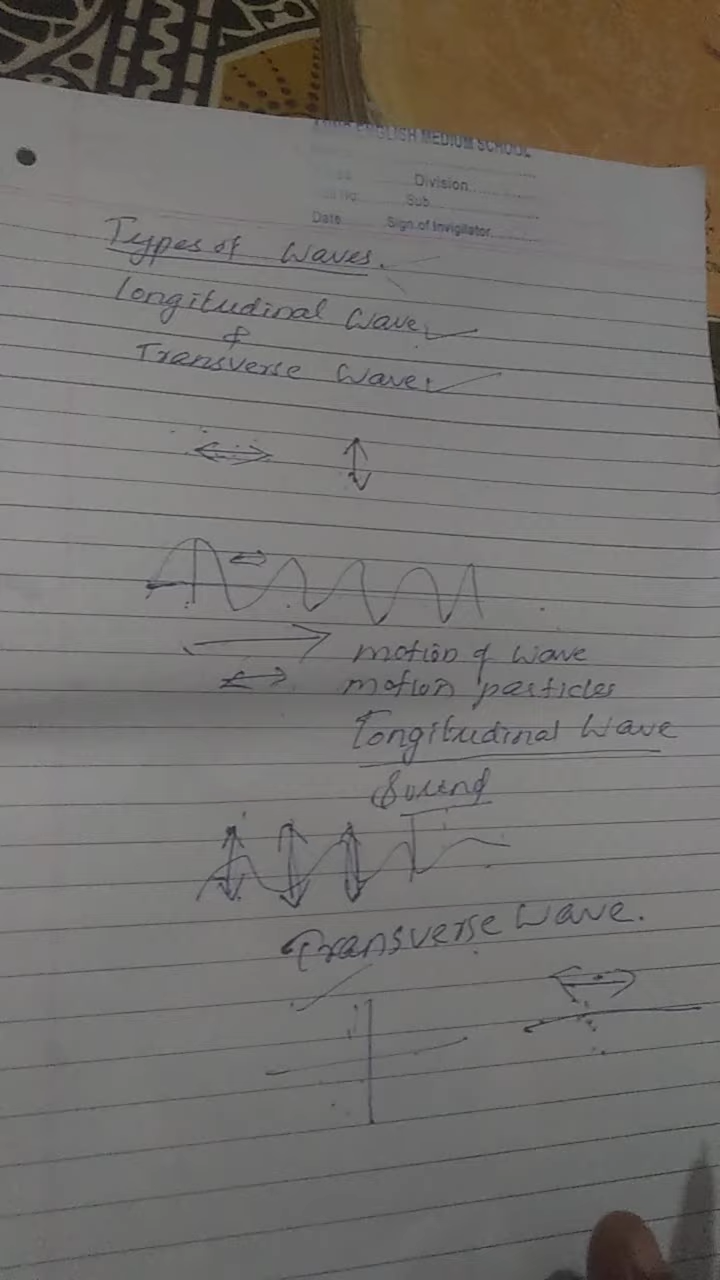 ENGLISH MEDIUM SCHOOL
Division
Sub
Date Sign of Invigilator
Types of Waves.
Longitudinal Wave
&
Transverse Wave
motion of wave
motion particles
Longitudinal Wave
Sound
Transverse Wave.